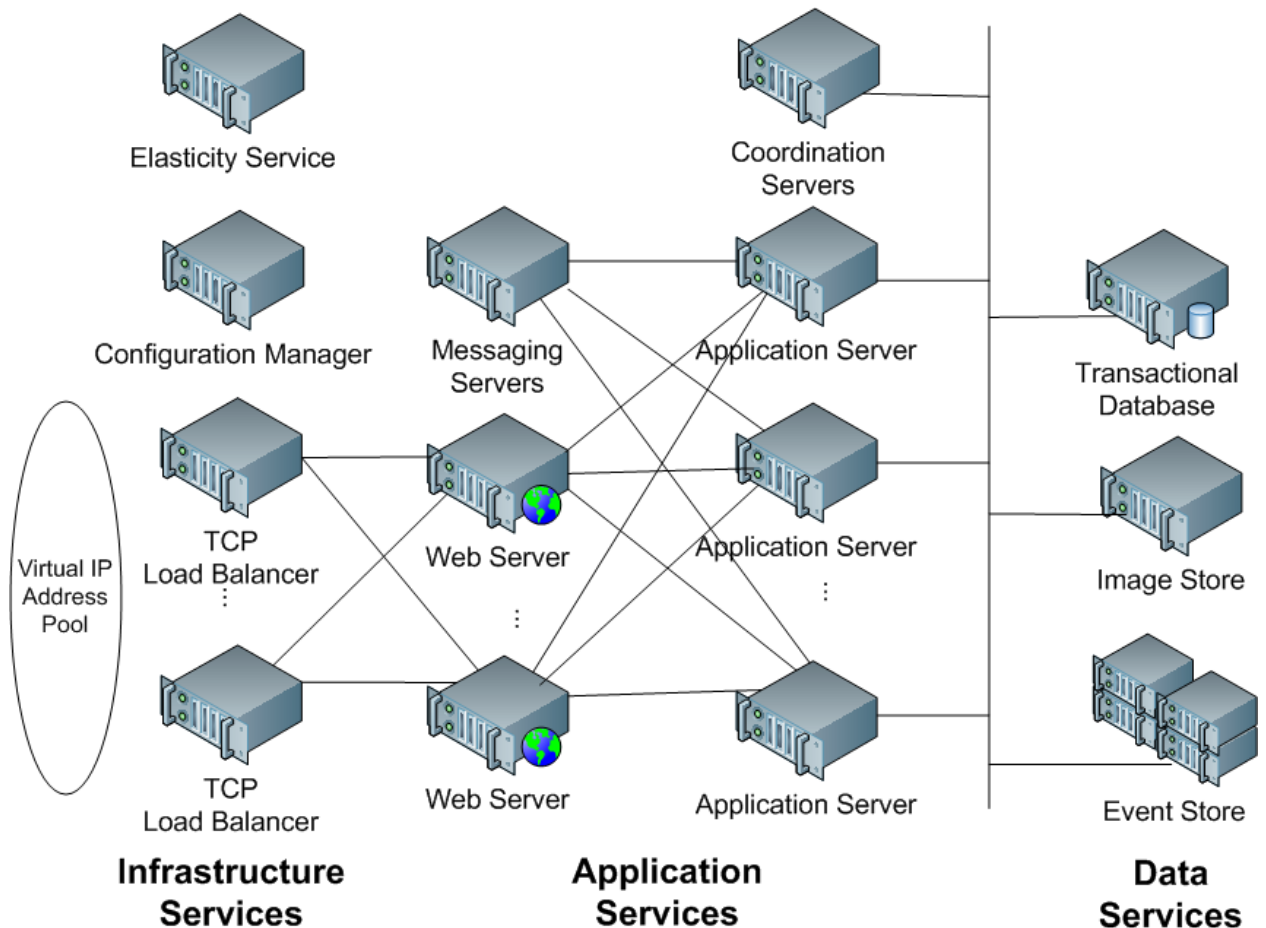 Elasticity Service
Coordination
Servers
Configuration Manager
Messaging
Servers
Application Server
Transactional
Database
Virtual IP
Address
Pool
TCP
Load Balancer
⋮
Web Server
⋮
Application Server
⋮
Image Store
TCP
Load Balancer
Web Server
Application Server
Event Store
Infrastructure
Services
Application
Services
Data
Services